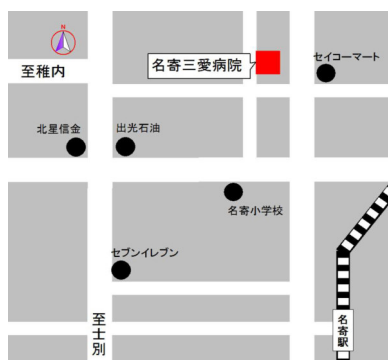 N
至稚内
名寄三愛病院
セイコーマート
北星信金
出光石油
名寄小学校
セブンイレブン
至士別
名寄駅